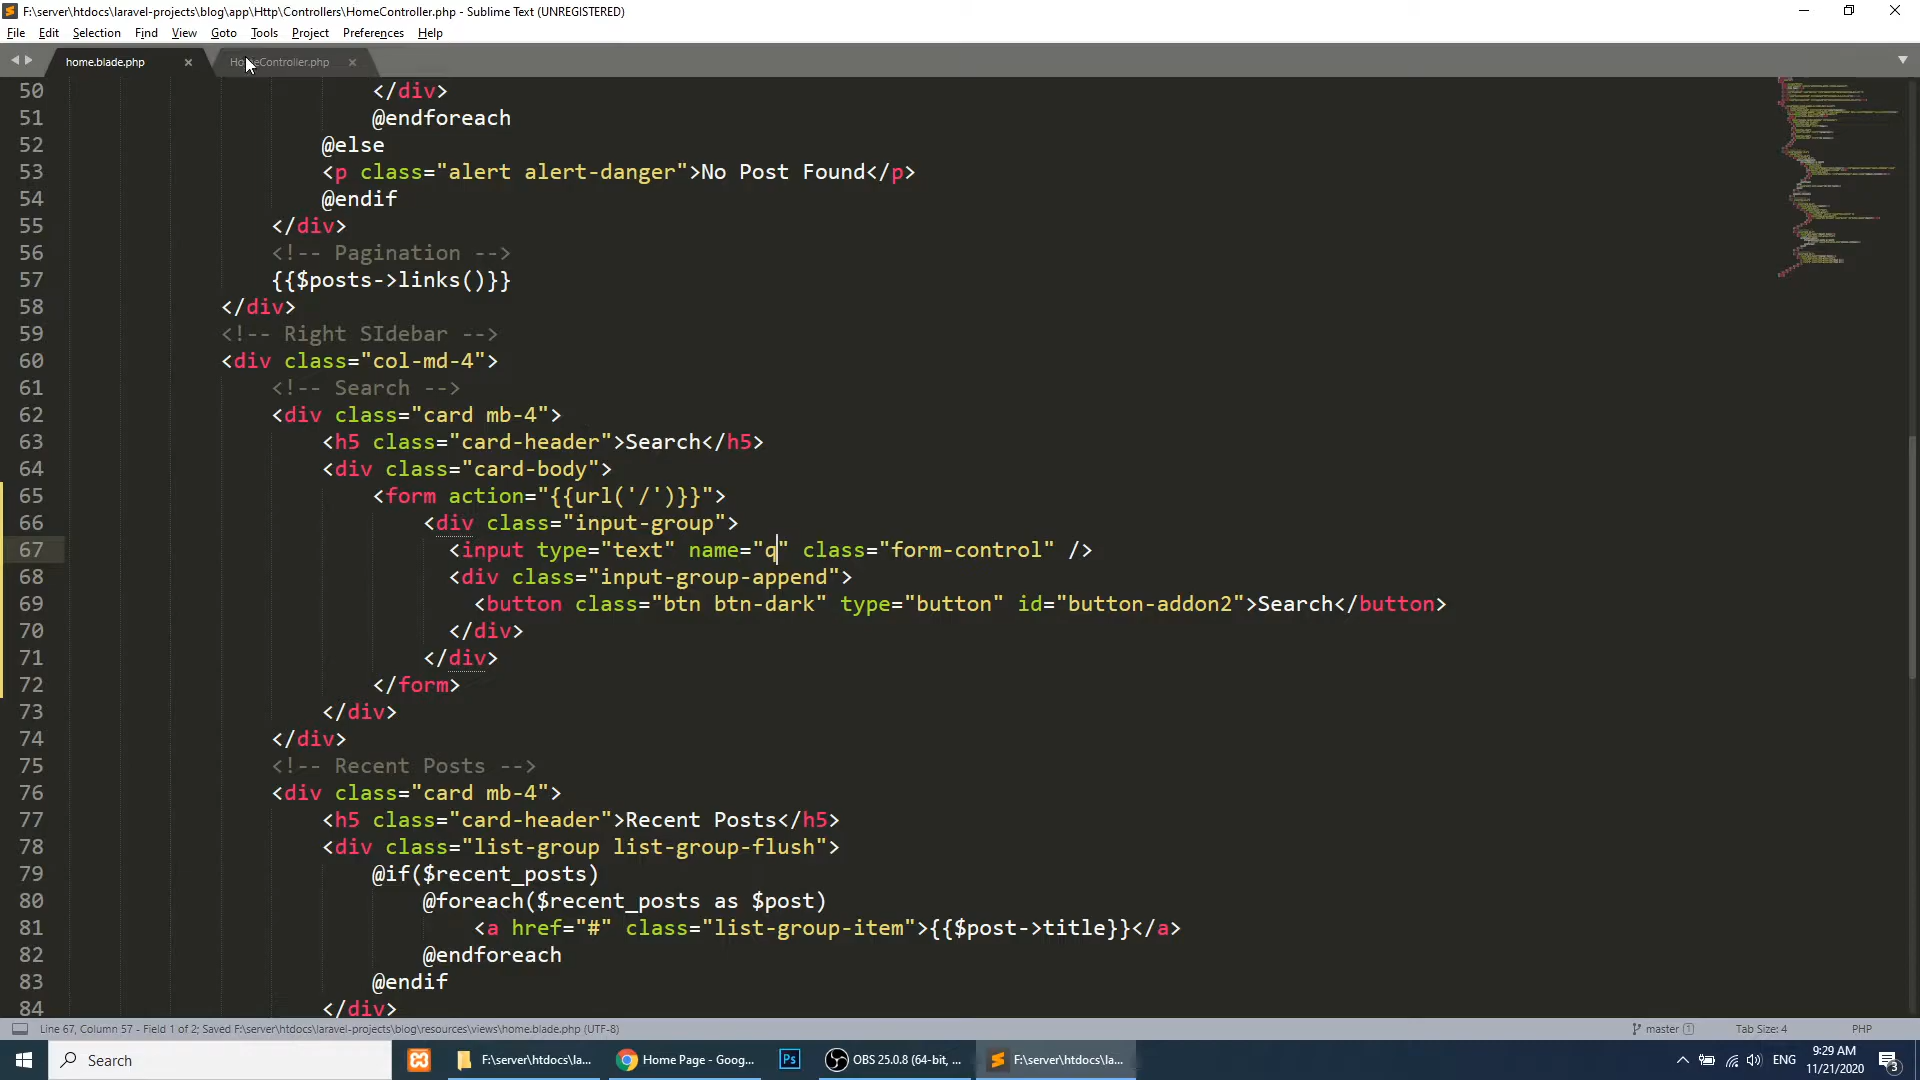 F:\server\htdocs\laravel-projects\blog\app\Http\Controllers\HomeController.php - Sublime Text (UNREGISTERED)
File Edit Selection Find View Goto Tools Project Preferences Help
home.blade.php HomeController.php
50 </div>
51 @endforeach
52 @else
53 <p class="alert alert-danger">No Post Found</p>
54 @endif
55 </div>
56 <!-- Pagination -->
57 {{$posts->links()}}
58 </div>
59 <!-- Right SIdebar -->
60 <div class="col-md-4">
61 <!-- Search -->
62 <div class="card mb-4">
63 <h5 class="card-header">Search</h5>
64 <div class="card-body">
65 <form action="{{url('/')}}">
66 <div class="input-group">
67 <input type="text" name="q" class="form-control" />
68 <div class="input-group-append">
69 <button class="btn btn-dark" type="button" id="button-addon2">Search</button>
70 </div>
71 </div>
72 </form>
73 </div>
74 </div>
75 <!-- Recent Posts -->
76 <div class="card mb-4">
77 <h5 class="card-header">Recent Posts</h5>
78 <div class="list-group list-group-flush">
79 @if($recent_posts)
80 @foreach($recent_posts as $post)
81 <a href="#" class="list-group-item">{{$post->title}}</a>
82 @endforeach
83 @endif
84 </div>
Line 67, Column 57 - Field 1 of 2; Saved F:\server\htdocs\laravel-projects\blog\resources\views\home.blade.php (UTF-8) master 1 Tab Size: 4 PHP
Search F:\server\htdocs\la... Home Page - Goog... Ps OBS 25.0.8 (64-bit, ... F:\server\htdocs\la... ENG 9:29 AM
11/21/2020 3